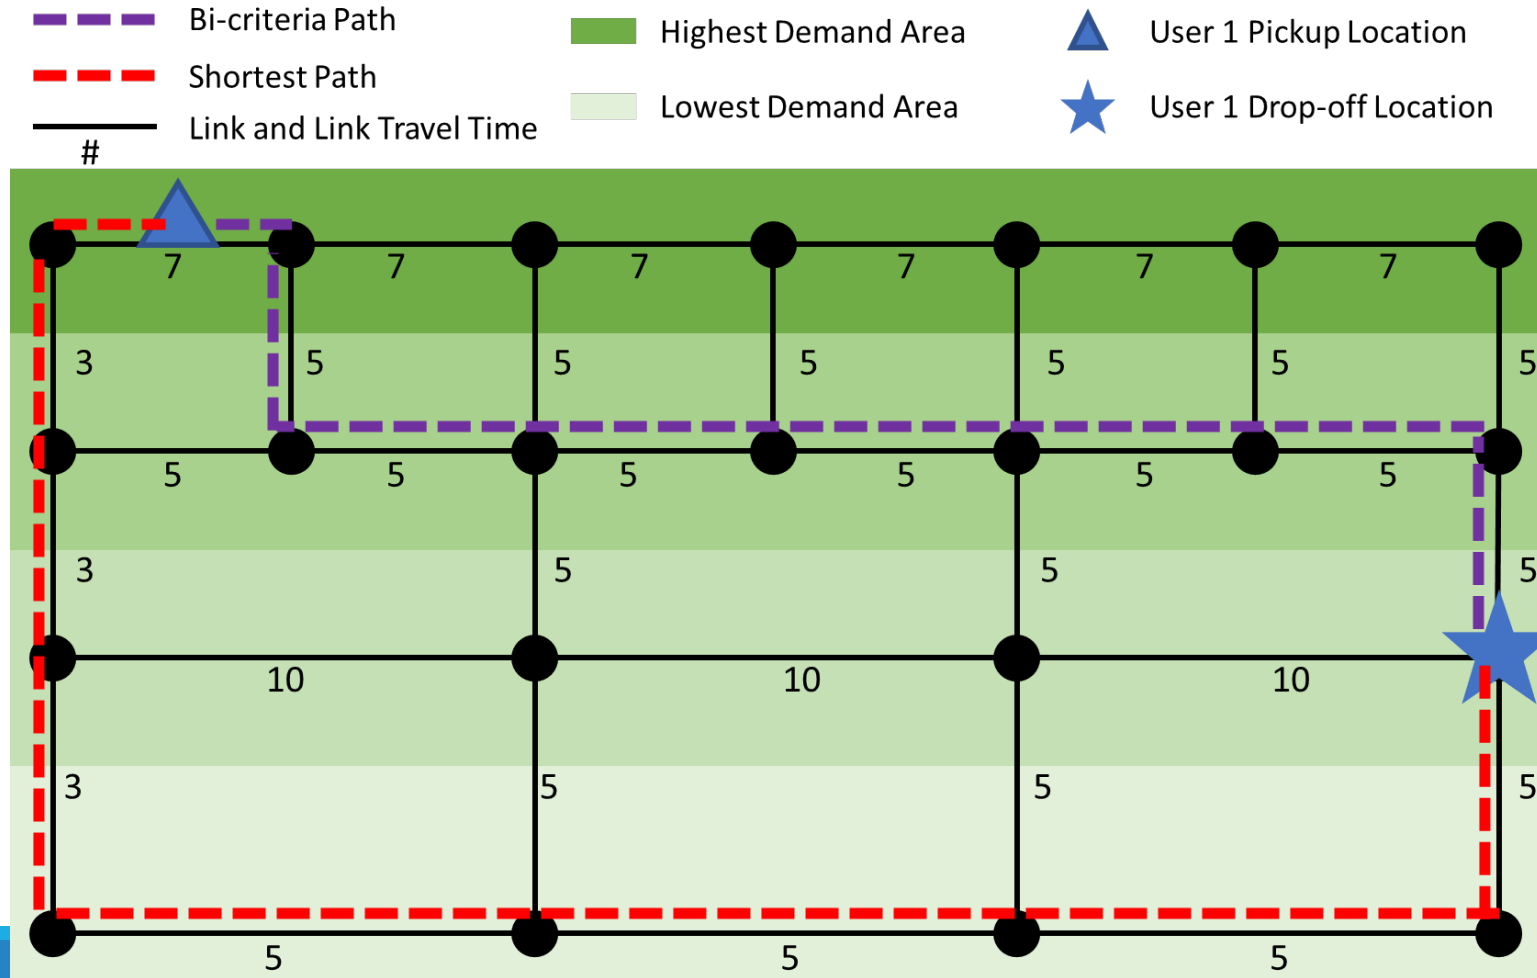 Bi-criteria Path
Highest Demand Area
User 1 Pickup Location
Shortest Path
Lowest Demand Area
User 1 Drop-off Location
Link and Link Travel Time
#
7 7 7 7 7 7
3 5 5 5 5 5 5
5 5 5 5 5 5
3 5 5 5
10 10 10
3 5 5 5
5 5 5